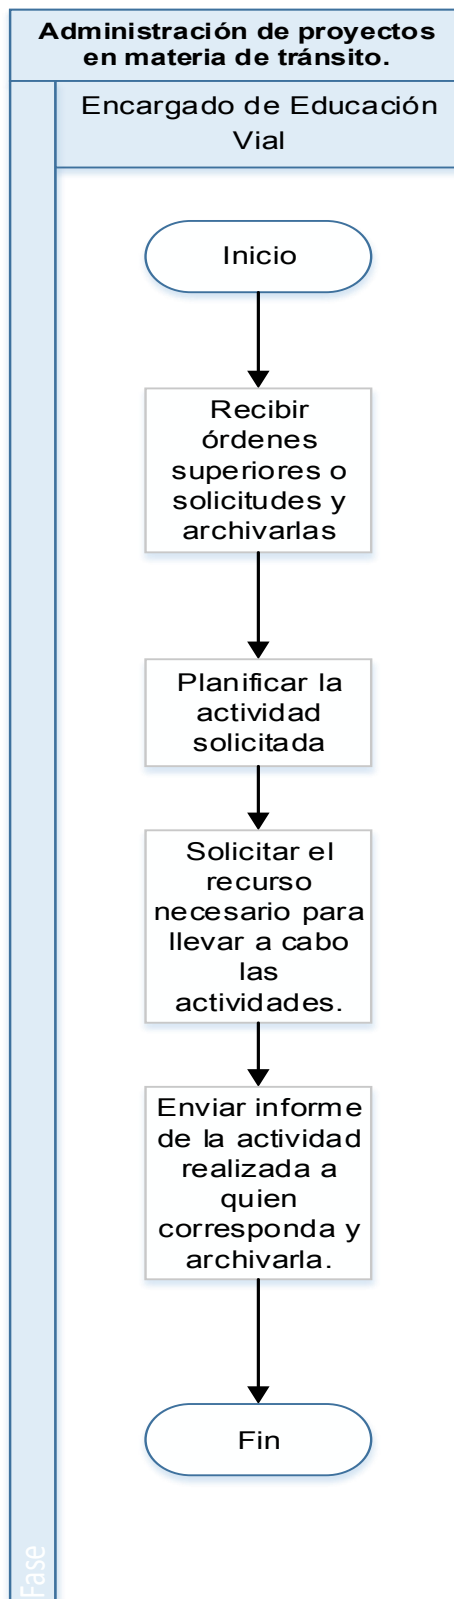 Administración de proyectos
en materia de tránsito.
Encargado de Educación
Vial
Inicio
Recibir
órdenes
superiores o
solicitudes y
archivarlas
Planificar la
actividad
solicitada
Solicitar el
recurso
necesario para
llevar a cabo
las
actividades.
Enviar informe
de la actividad
realizada a
quien
corresponda y
archivarla.
Fin
Fase